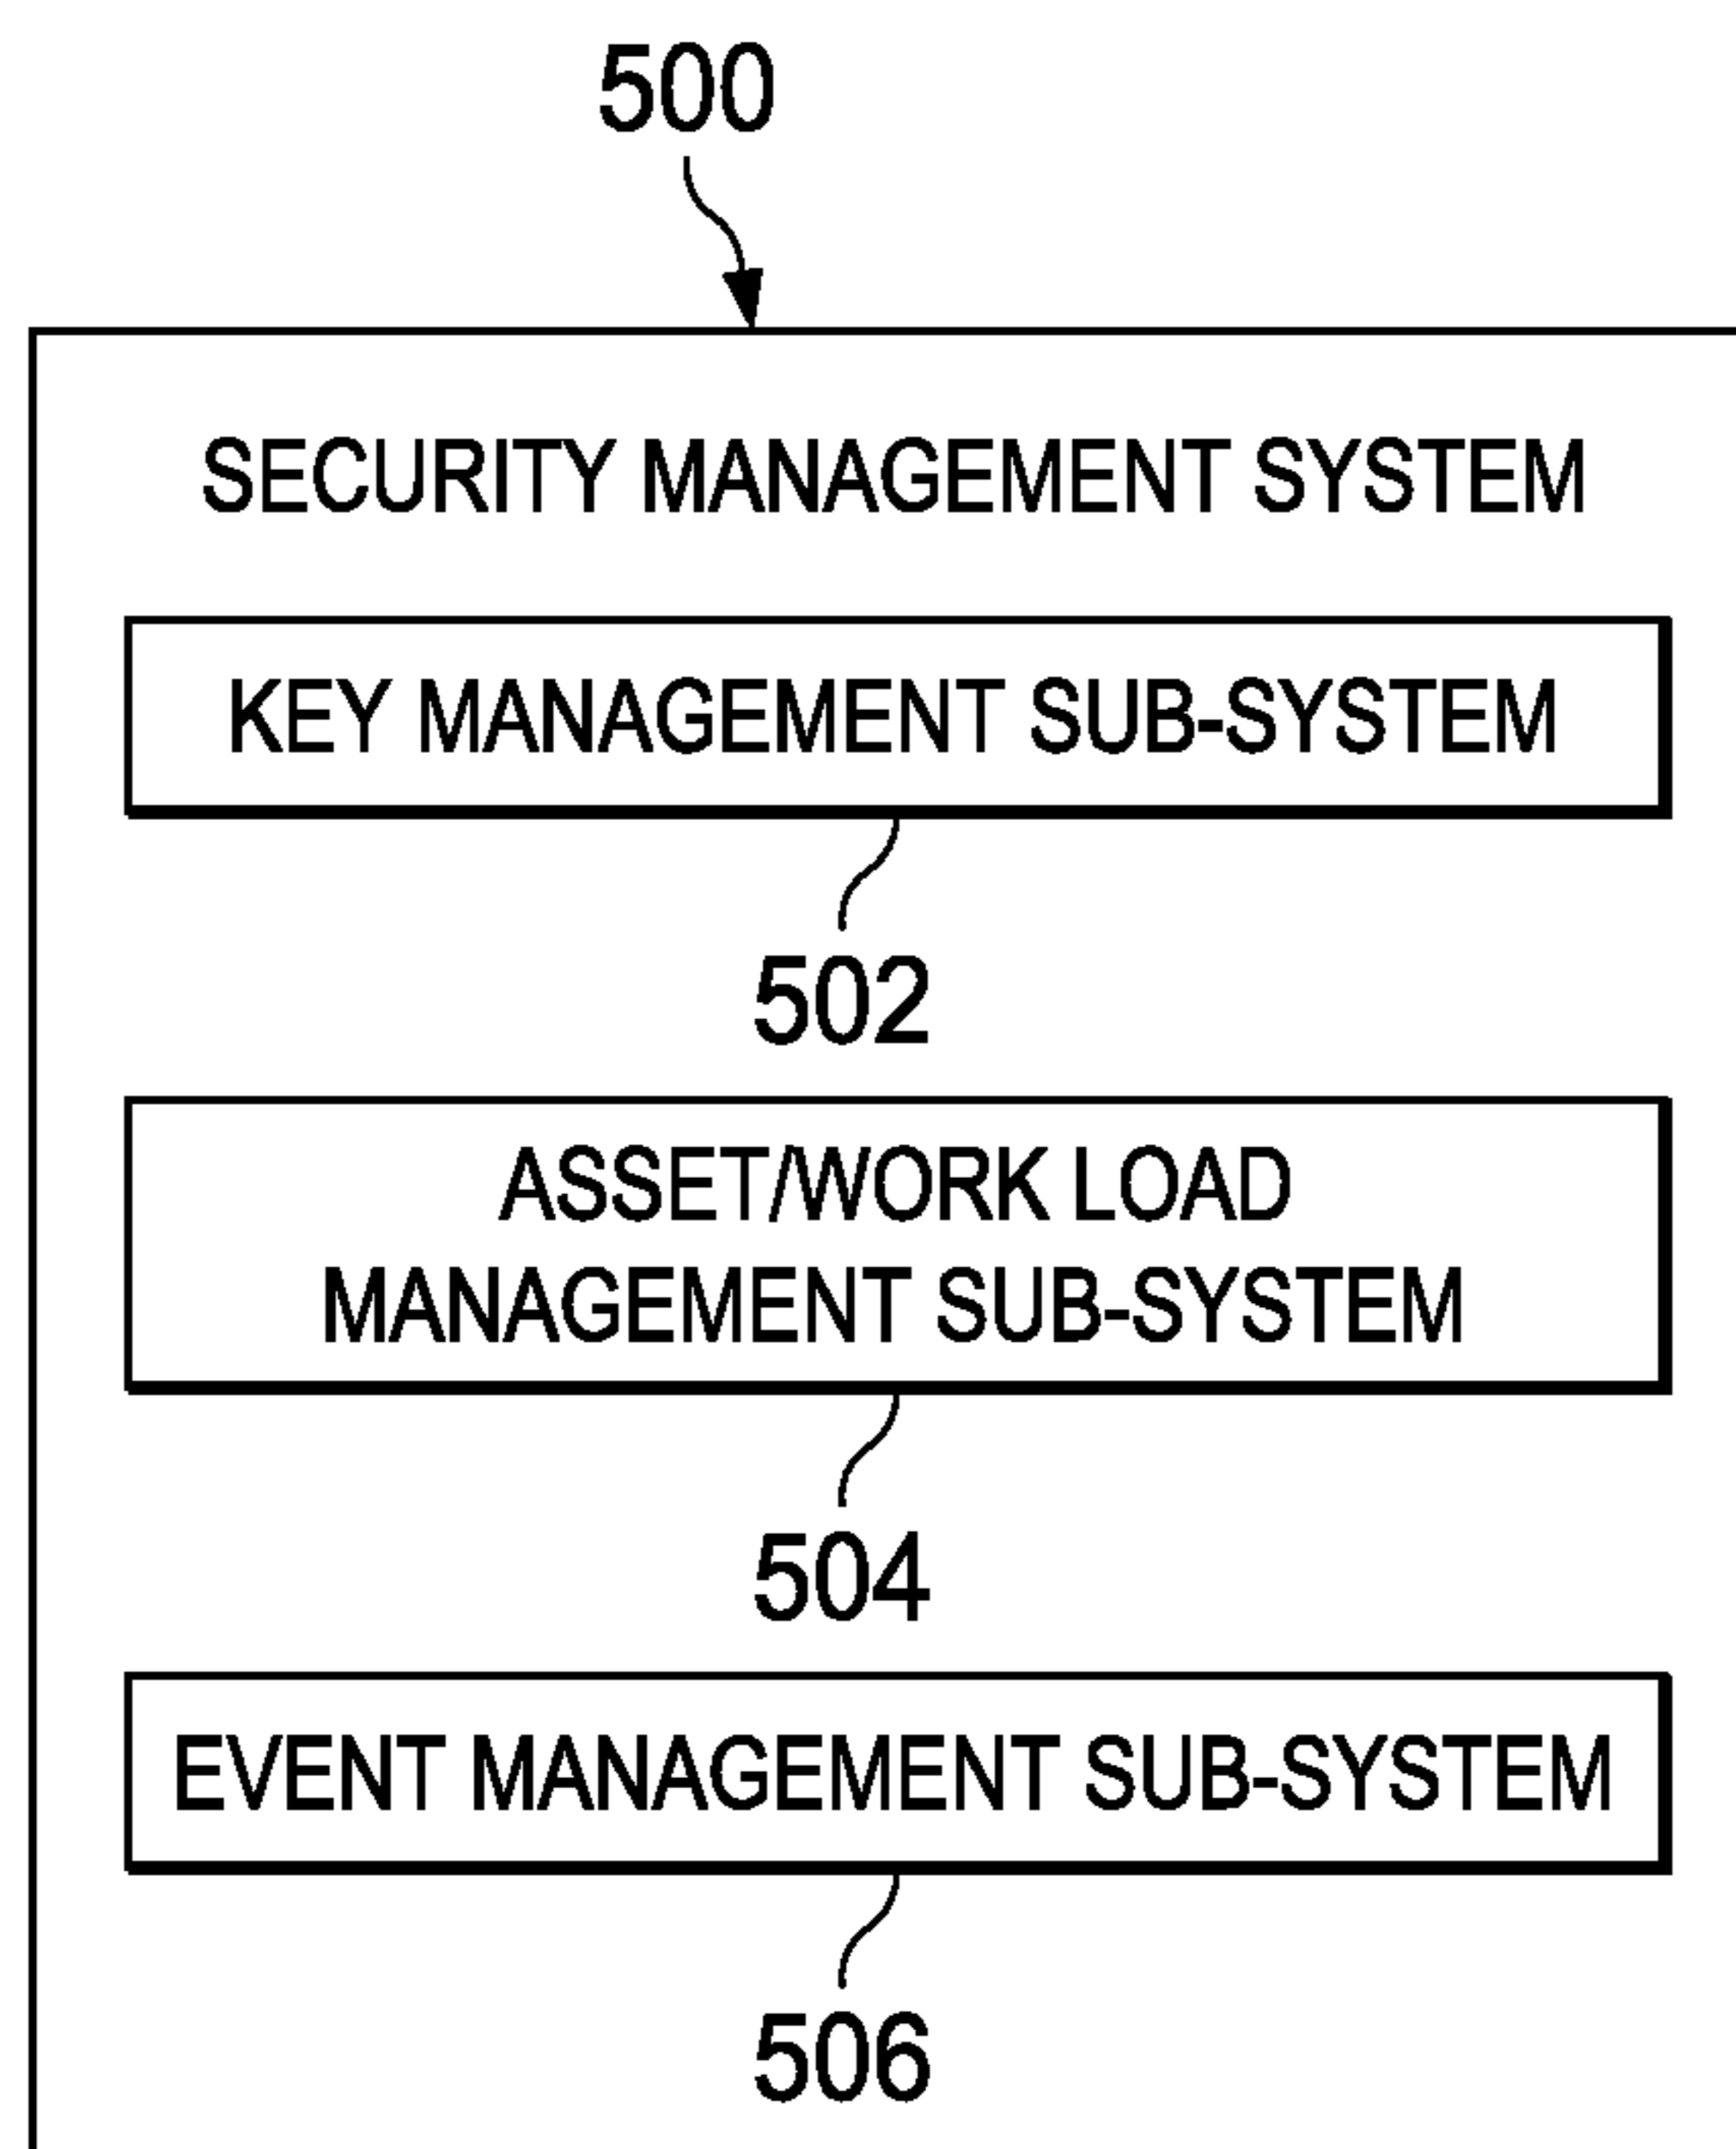 500
SECURITY MANAGEMENT SYSTEM
KEY MANAGEMENT SUB-SYSTEM
502
ASSET/WORK LOAD
MANAGEMENT SUB-SYSTEM
504
EVENT MANAGEMENT SUB-SYSTEM
506